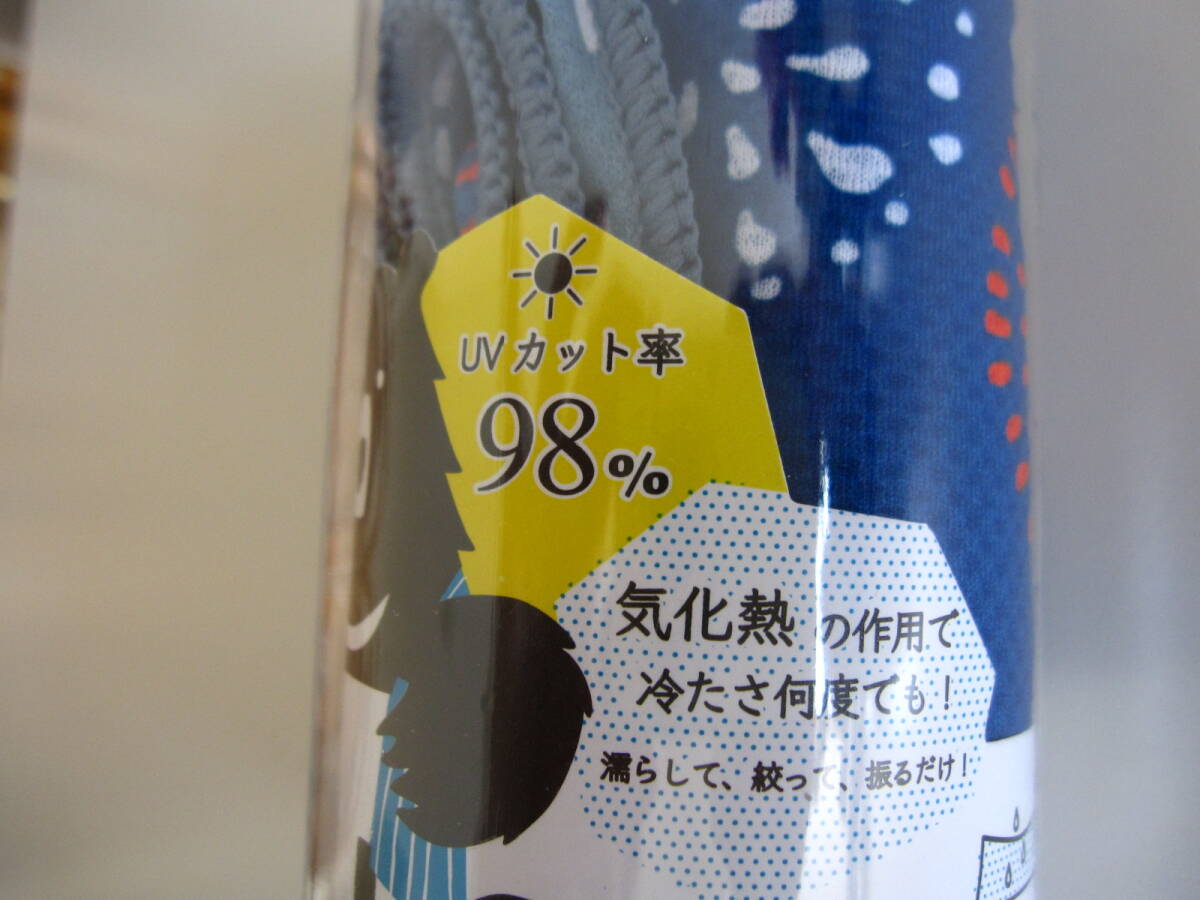 UVカット率
98%
気化熱の作用で
冷たさ何度でも!
濡らして、絞って、振るだけ!